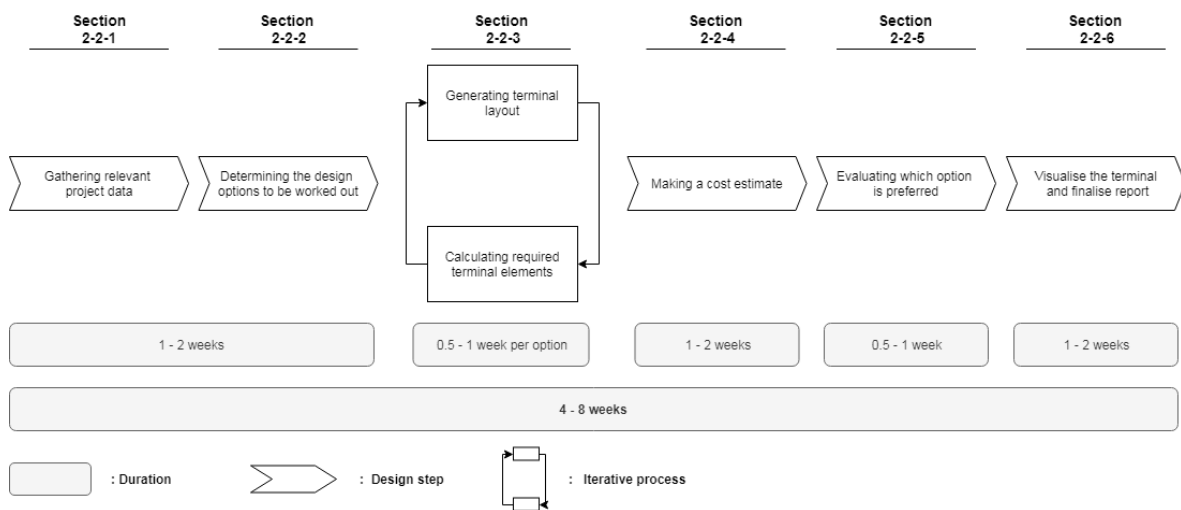 Section
2-2-1
Section
2-2-2
Section
2-2-3
Section
2-2-4
Section
2-2-5
Section
2-2-6
Gathering relevant
project data
Determining the design
options to be worked out
Generating terminal
layout
Calculating required
terminal elements
Making a cost estimate
Evaluating which option
is preferred
Visualise the terminal
and finalise report
1 - 2 weeks
0.5 - 1 week per option
1 - 2 weeks
0.5 - 1 week
1 - 2 weeks
4 - 8 weeks
: Duration
: Design step
: Iterative process